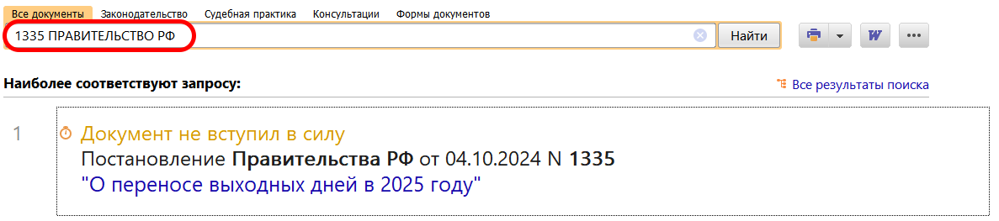 Все документы Законодательство Судебная практика Консультации Формы документов
1335 ПРАВИТЕЛЬСТВО РФ Найти W
Наиболее соответствуют запросу: Все результаты поиска
1 Документ не вступил в силу
Постановление Правительства РФ от 04.10.2024 N 1335
"О переносе выходных дней в 2025 году"